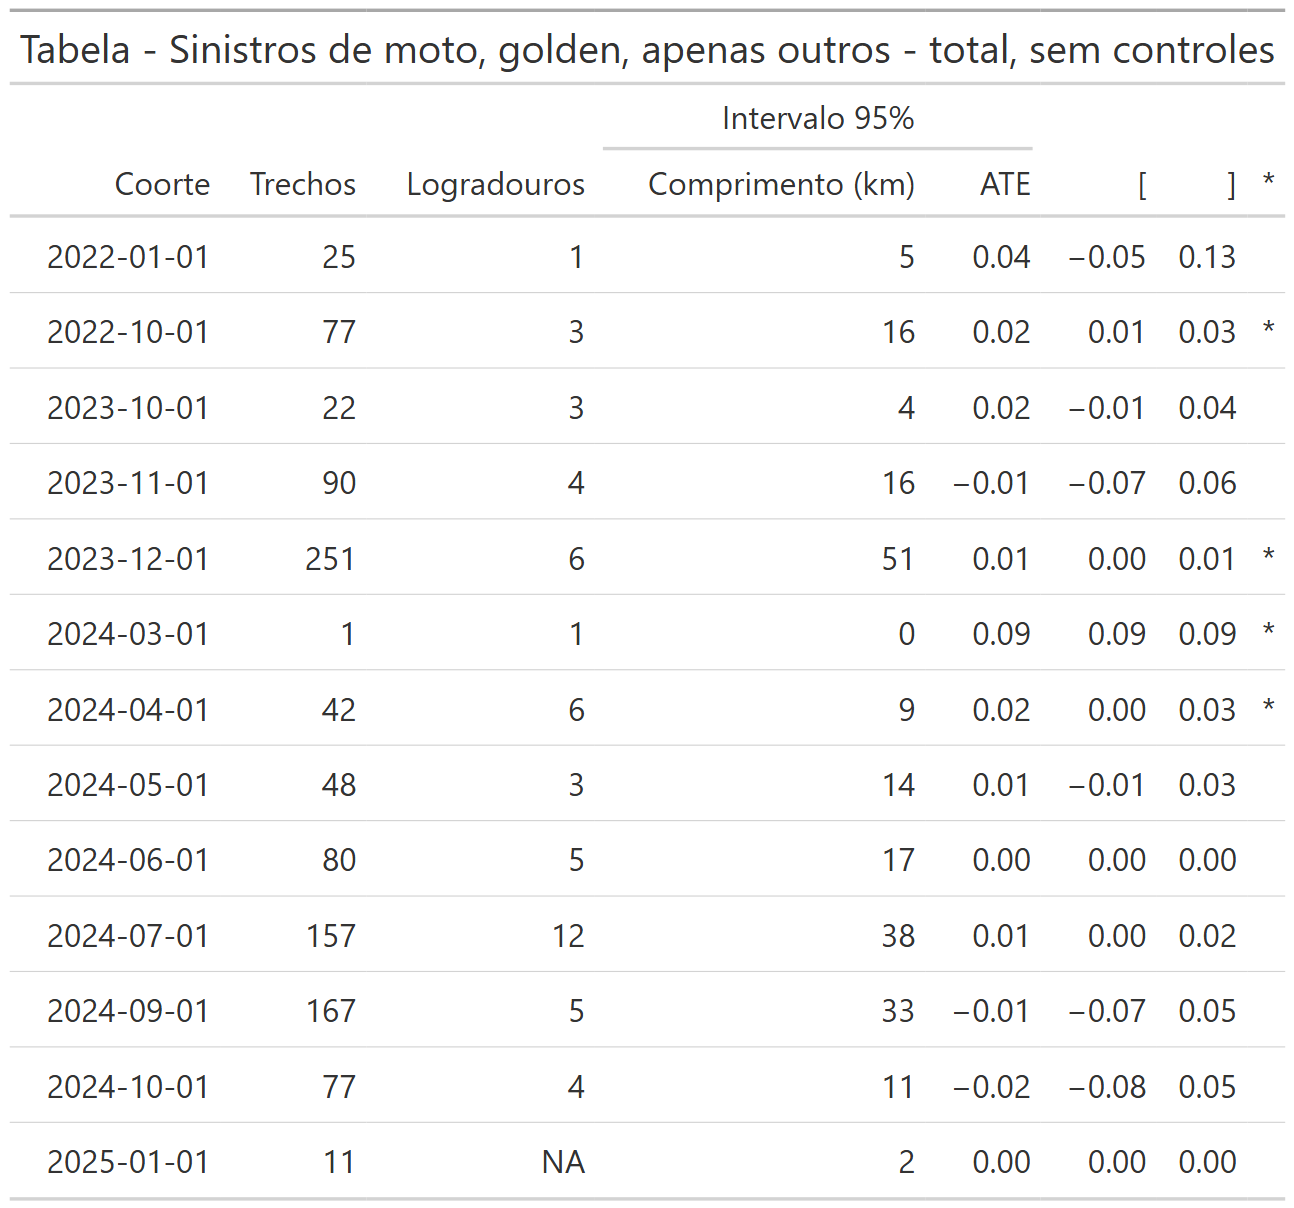 Tabela - Sinistros de moto, golden, apenas outros - total, sem controles
Intervalo 95%
Coorte Trechos Logradouros Comprimento (km) ATE [ ] *
2022-01-01 25 1 5 0.04 −0.05 0.13
2022-10-01 77 3 16 0.02 0.01 0.03 *
2023-10-01 22 3 4 0.02 −0.01 0.04
2023-11-01 90 4 16 −0.01 −0.07 0.06
2023-12-01 251 6 51 0.01 0.00 0.01 *
2024-03-01 1 1 0 0.09 0.09 0.09 *
2024-04-01 42 6 9 0.02 0.00 0.03 *
2024-05-01 48 3 14 0.01 −0.01 0.03
2024-06-01 80 5 17 0.00 0.00 0.00
2024-07-01 157 12 38 0.01 0.00 0.02
2024-09-01 167 5 33 −0.01 −0.07 0.05
2024-10-01 77 4 11 −0.02 −0.08 0.05
2025-01-01 11 NA 2 0.00 0.00 0.00